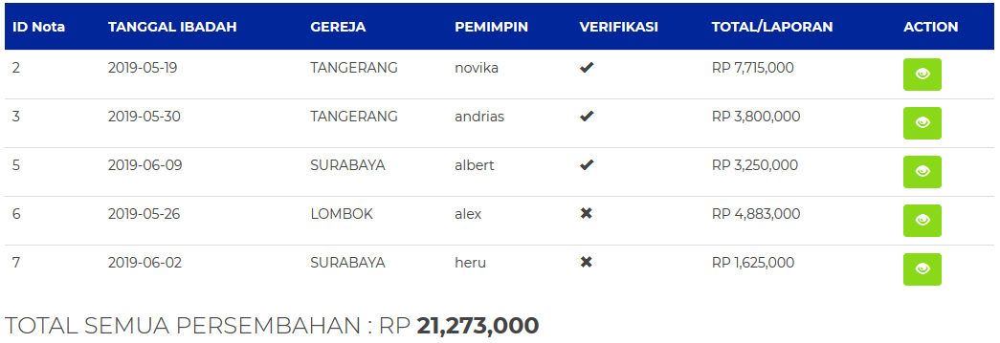 ID Nota TANGGAL IBADAH GEREJA PEMIMPIN VERIFIKASI TOTAL/LAPORAN ACTION
2 2019-05-19 TANGERANG novika ✔ RP 7,715,000
3 2019-05-30 TANGERANG andrias ✔ RP 3,800,000
5 2019-06-09 SURABAYA albert ✔ RP 3,250,000
6 2019-05-26 LOMBOK alex ✖ RP 4,883,000
7 2019-06-02 SURABAYA heru ✖ RP 1,625,000
TOTAL SEMUA PERSEMBAHAN : RP 21,273,000